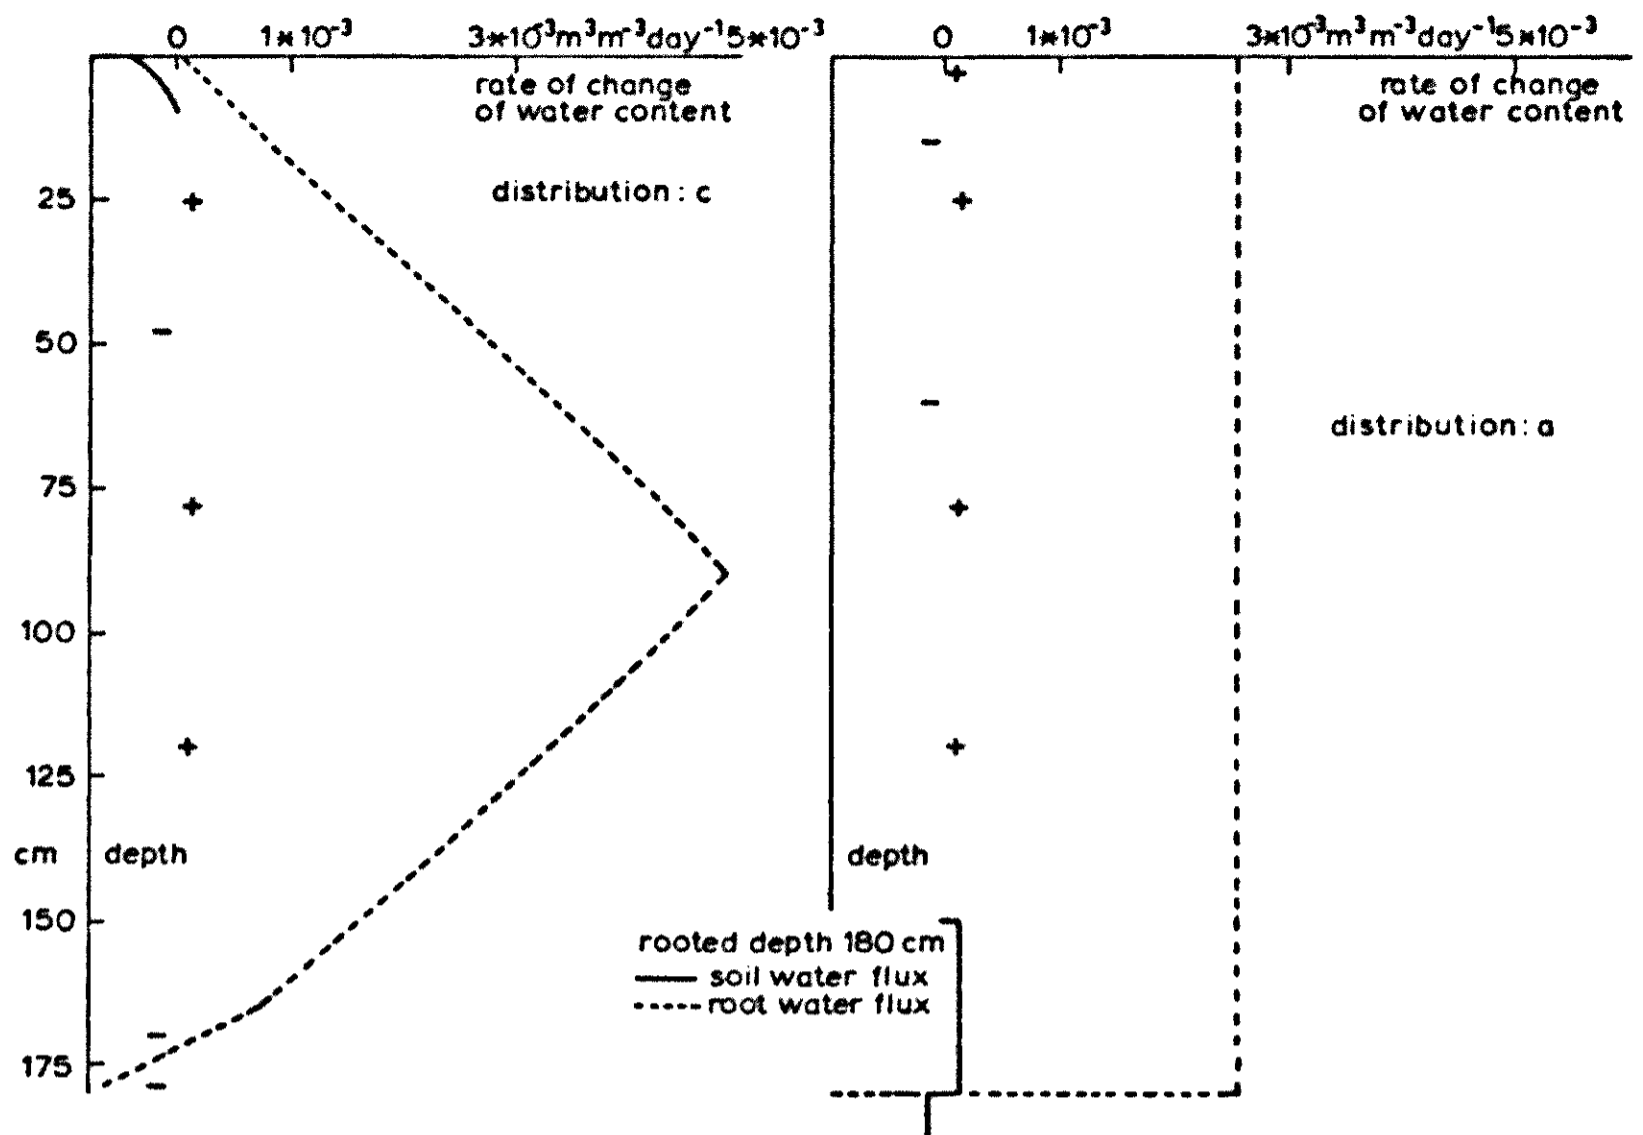 0 1*10⁻³ 3*10⁻³m³m⁻³day⁻¹5*10⁻³
rate of change
of water content
distribution: c
25
50
75
100
125
cm depth
150
175
0 1*10⁻³ 3*10⁻³m³m⁻³day⁻¹5*10⁻³
rate of change
of water content
distribution: a
depth
rooted depth 180 cm
soil water flux
root water flux